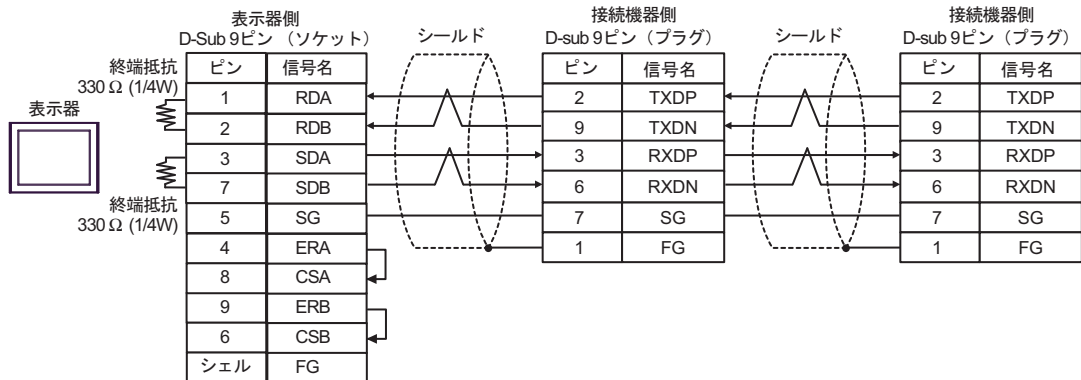 表示器側
D-Sub 9ピン （ソケット）
シールド
接続機器側
D-sub 9ピン（プラグ）
シールド
接続機器側
D-sub 9ピン（プラグ）
終端抵抗
330 Ω (1/4W)
表示器
終端抵抗
330 Ω (1/4W)
ピン 信号名
1 RDA
2 RDB
3 SDA
7 SDB
5 SG
4 ERA
8 CSA
9 ERB
6 CSB
シェル FG
ピン 信号名
2 TXDP
9 TXDN
3 RXDP
6 RXDN
7 SG
1 FG
ピン 信号名
2 TXDP
9 TXDN
3 RXDP
6 RXDN
7 SG
1 FG